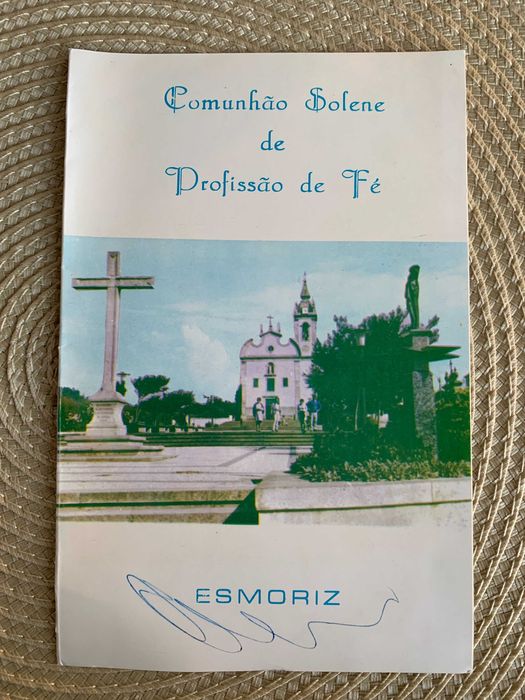 Comunhão Solene
de
Profissão de Fé
ESMORIZ